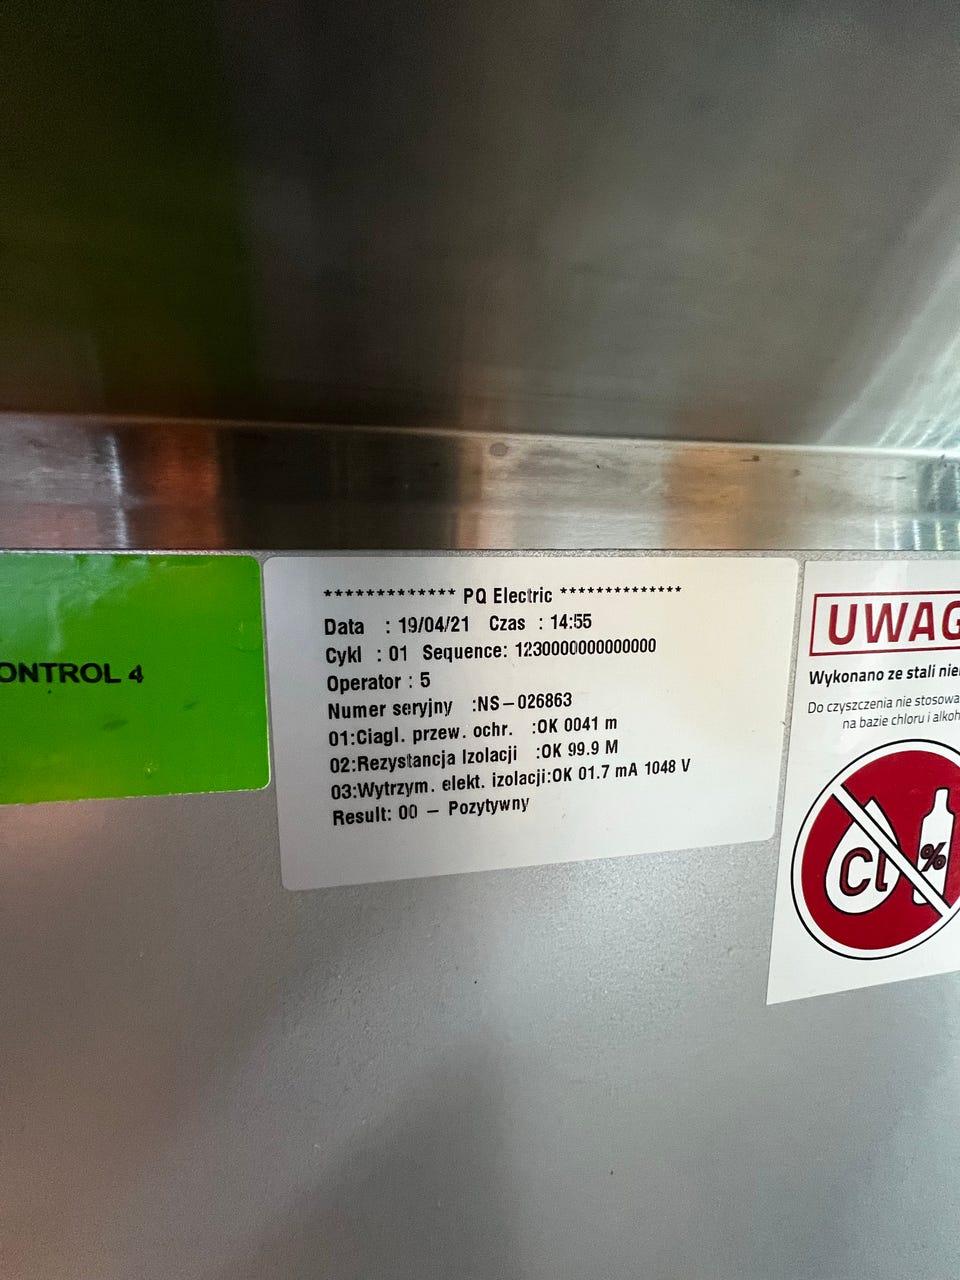 ONTROL 4
************* PQ Electric **************
Data : 19/04/21 Czas : 14:55
Cykl : 01 Sequence: 1230000000000000
Operator : 5
Numer seryjny :NS-026863
01:Ciagl. przew. ochr. :OK 0041 m
02:Rezystancja Izolacji :OK 99.9 M
03:Wytrzym. elekt. izolacji:OK 01.7 mA 1048 V
Result: 00 - Pozytywny
UWAG
Wykonano ze stali nie
Do czyszczenia nie stosowa
na bazie chloru i alkoh
Cl
%